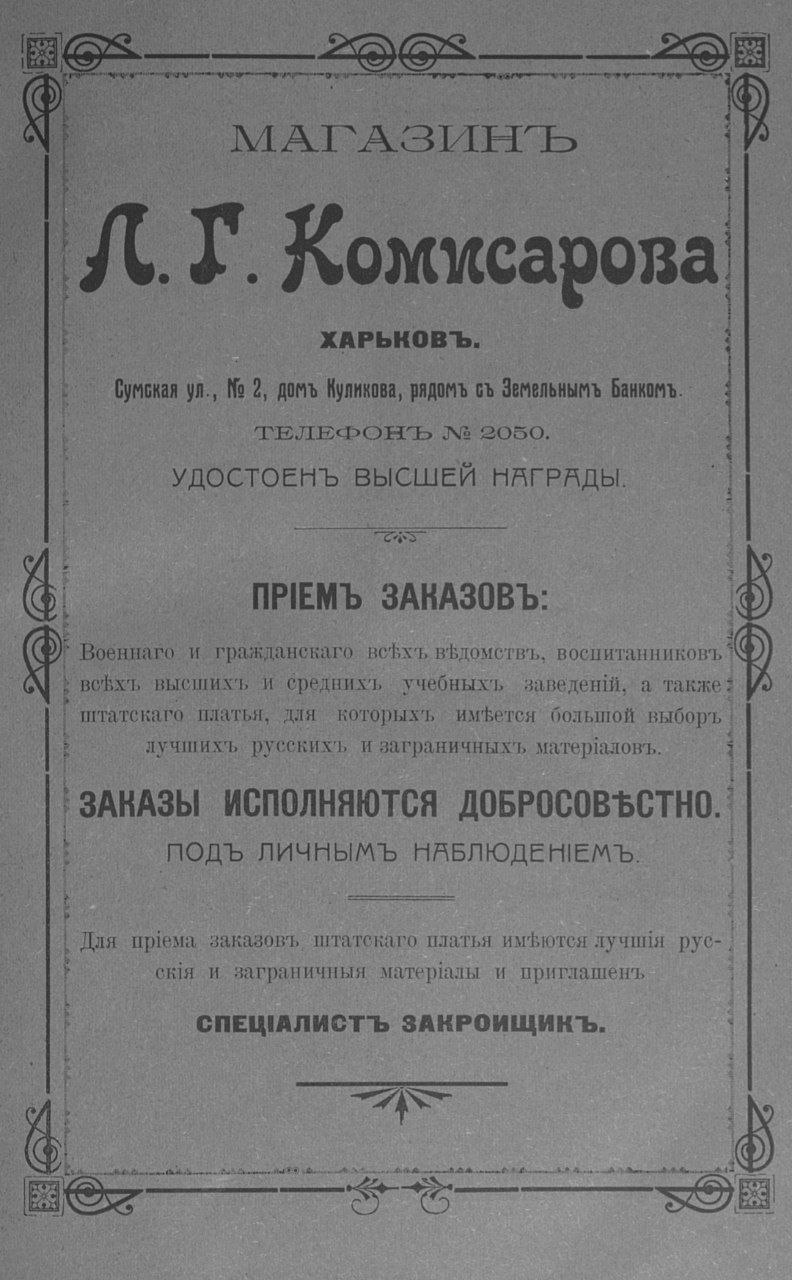 МАГАЗИНЪ
Л. Г. Комисарова
ХАРЬКОВЪ.
Сумская ул., № 2, домъ Куликова, рядомъ съ Земельнымъ Банкомъ.
ТЕЛЕФОНЪ № 2050.
УДОСТОЕНЪ ВЫСШЕЙ НАГРАДЫ.
ПРІЕМЪ ЗАКАЗОВЪ:
Военнаго и гражданскаго всѣхъ вѣдомствъ, воспитанниковъ
всѣхъ высшихъ и среднихъ учебныхъ заведеній, а также
штатскаго платья, для которыхъ имѣется большой выборъ
лучшихъ русскихъ и заграничныхъ матеріаловъ.
ЗАКАЗЫ ИСПОЛНЯЮТСЯ ДОБРОСОВѢСТНО.
ПОДЪ ЛИЧНЫМЪ НАБЛЮДЕНІЕМЪ.
Для пріема заказовъ штатскаго платья имѣются лучшія рус-
скія и заграничныя матеріалы и приглашенъ
СПЕЦІАЛИСТЪ ЗАКРОИЩИКЪ.